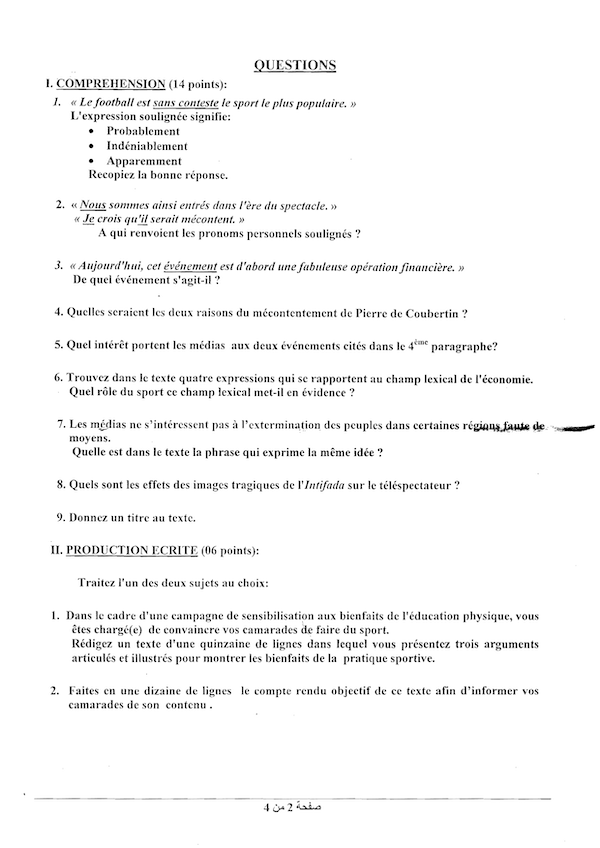 QUESTIONS
I. COMPREHENSION (14 points):
1. « Le football est sans conteste le sport le plus populaire. »
L'expression soulignée signifie:
• Probablement
• Indéniablement
• Apparemment
Recopiez la bonne réponse.
2. « Nous sommes ainsi entrés dans l'ère du spectacle. »
« Je crois qu'il serait mécontent. »
A qui renvoient les pronoms personnels soulignés ?
3. « Aujourd'hui, cet événement est d'abord une fabuleuse opération financière. »
De quel événement s'agit-il ?
4. Quelles seraient les deux raisons du mécontentement de Pierre de Coubertin ?
5. Quel intérêt portent les médias aux deux événements cités dans le 4ème paragraphe?
6. Trouvez dans le texte quatre expressions qui se rapportent au champ lexical de l'économie.
Quel rôle du sport ce champ lexical met-il en évidence ?
7. Les médias ne s'intéressent pas à l'extermination des peuples dans certaines régions faute de
moyens.
Quelle est dans le texte la phrase qui exprime la même idée ?
8. Quels sont les effets des images tragiques de l'Intifada sur le téléspectateur ?
9. Donnez un titre au texte.
II. PRODUCTION ECRITE (06 points):
Traitez l'un des deux sujets au choix:
1. Dans le cadre d'une campagne de sensibilisation aux bienfaits de l'éducation physique, vous
êtes chargé(e) de convaincre vos camarades de faire du sport.
Rédigez un texte d'une quinzaine de lignes dans lequel vous présentez trois arguments
articulés et illustrés pour montrer les bienfaits de la pratique sportive.
2. Faites en une dizaine de lignes le compte rendu objectif de ce texte afin d'informer vos
camarades de son contenu .
صفحة 2 من 4